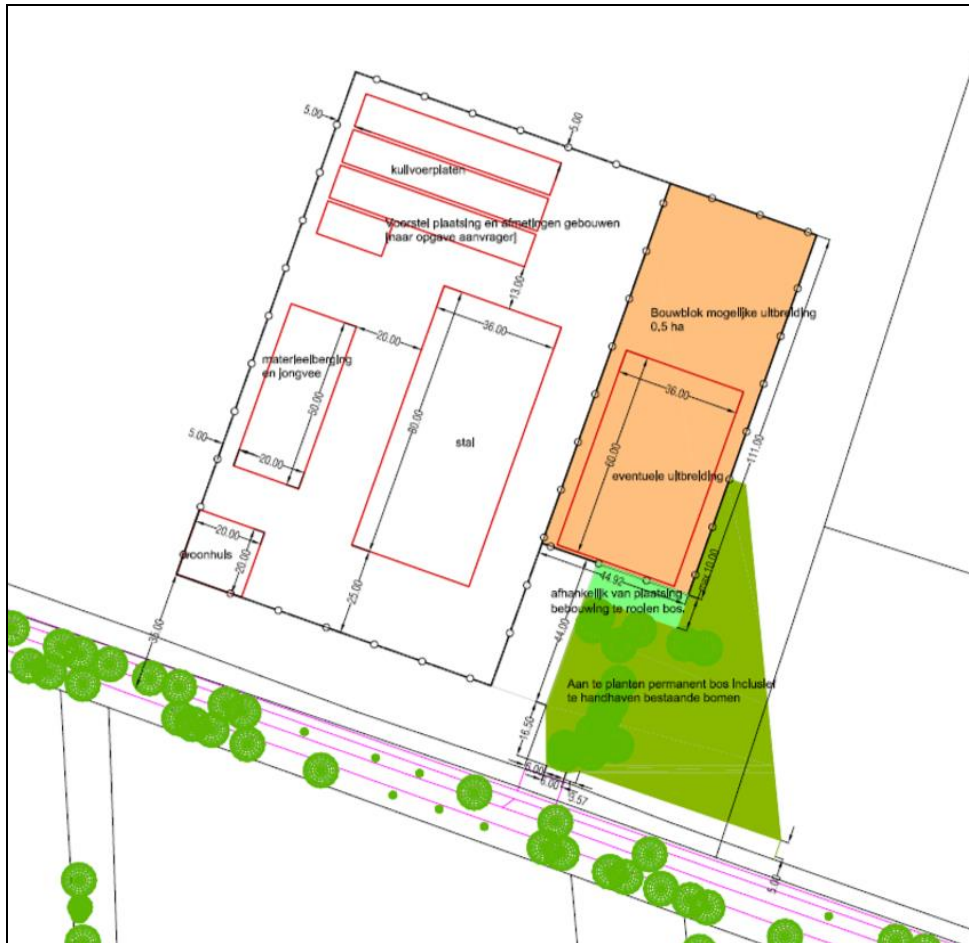 5.00
5.00
kuilvoerplaten
Voorstel plaatsing en afmetingen gebouwen
[naar opgave aanvrager]
13.00
Bouwblok mogelijke uitbreiding
0,5 ha
36.00
20.00
materieelberging
en jongvee
36.00
50.00
80.00
stal
60.00
111.00
5.00
eventuele uitbreiding
20.00
20.00
woonhuis
20.00
44.92
10.00
afhankelijk van plaatsing
bebouwing te rooien bos.
25.00
44.00
35.00
Aan te planten permanent bos inclusief
te handhaven bestaande bomen
16.50
6.00
6.00
3.57
5.00